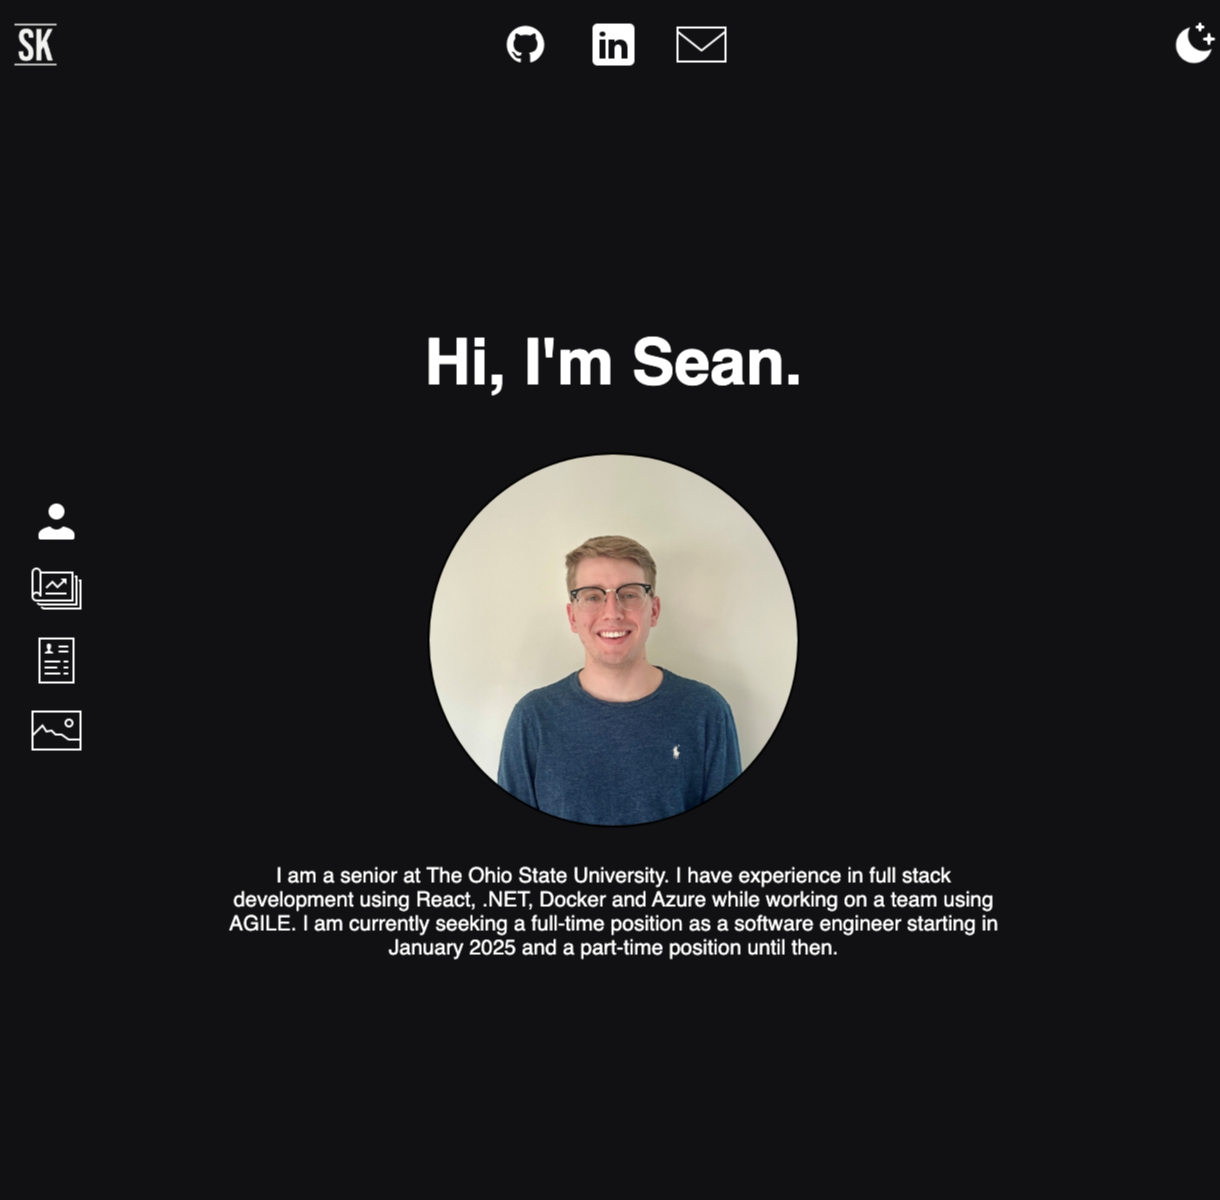 SK
in
Hi, I'm Sean.
I am a senior at The Ohio State University. I have experience in full stack
development using React, .NET, Docker and Azure while working on a team using
AGILE. I am currently seeking a full-time position as a software engineer starting in
January 2025 and a part-time position until then.